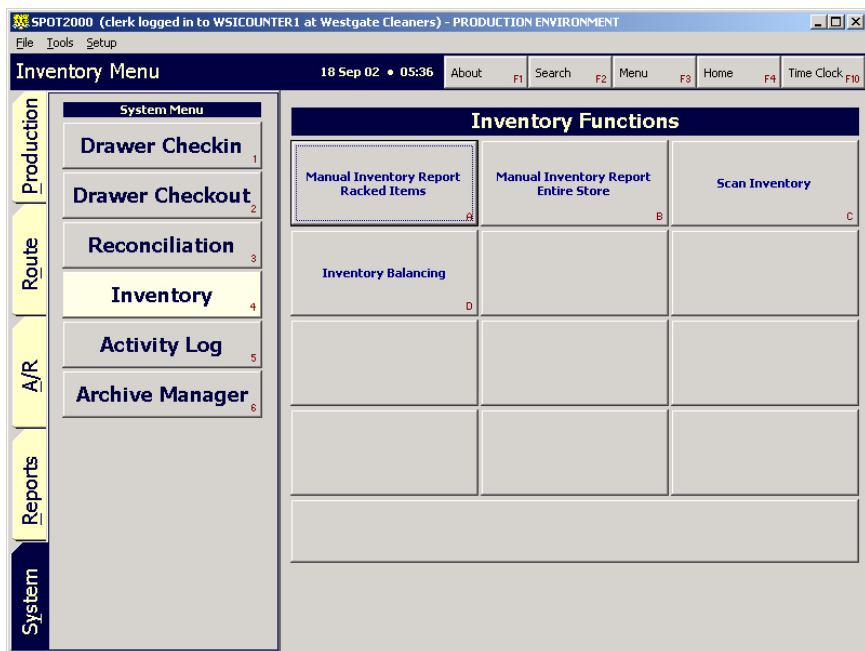 SPOT2000 (clerk logged in to WSICOUNTER1 at Westgate Cleaners) - PRODUCTION ENVIRONMENT
File Tools Setup
Inventory Menu
18 Sep 02 • 05:36
About F1
Search F2
Menu F3
Home F4
Time Clock F10
Production
Route
A/R
Reports
System
System Menu
Drawer Checkin 1
Drawer Checkout 2
Reconciliation 3
Inventory 4
Activity Log 5
Archive Manager 6
Inventory Functions
Manual Inventory Report
Racked Items
A
Manual Inventory Report
Entire Store
B
Scan Inventory
C
Inventory Balancing
D